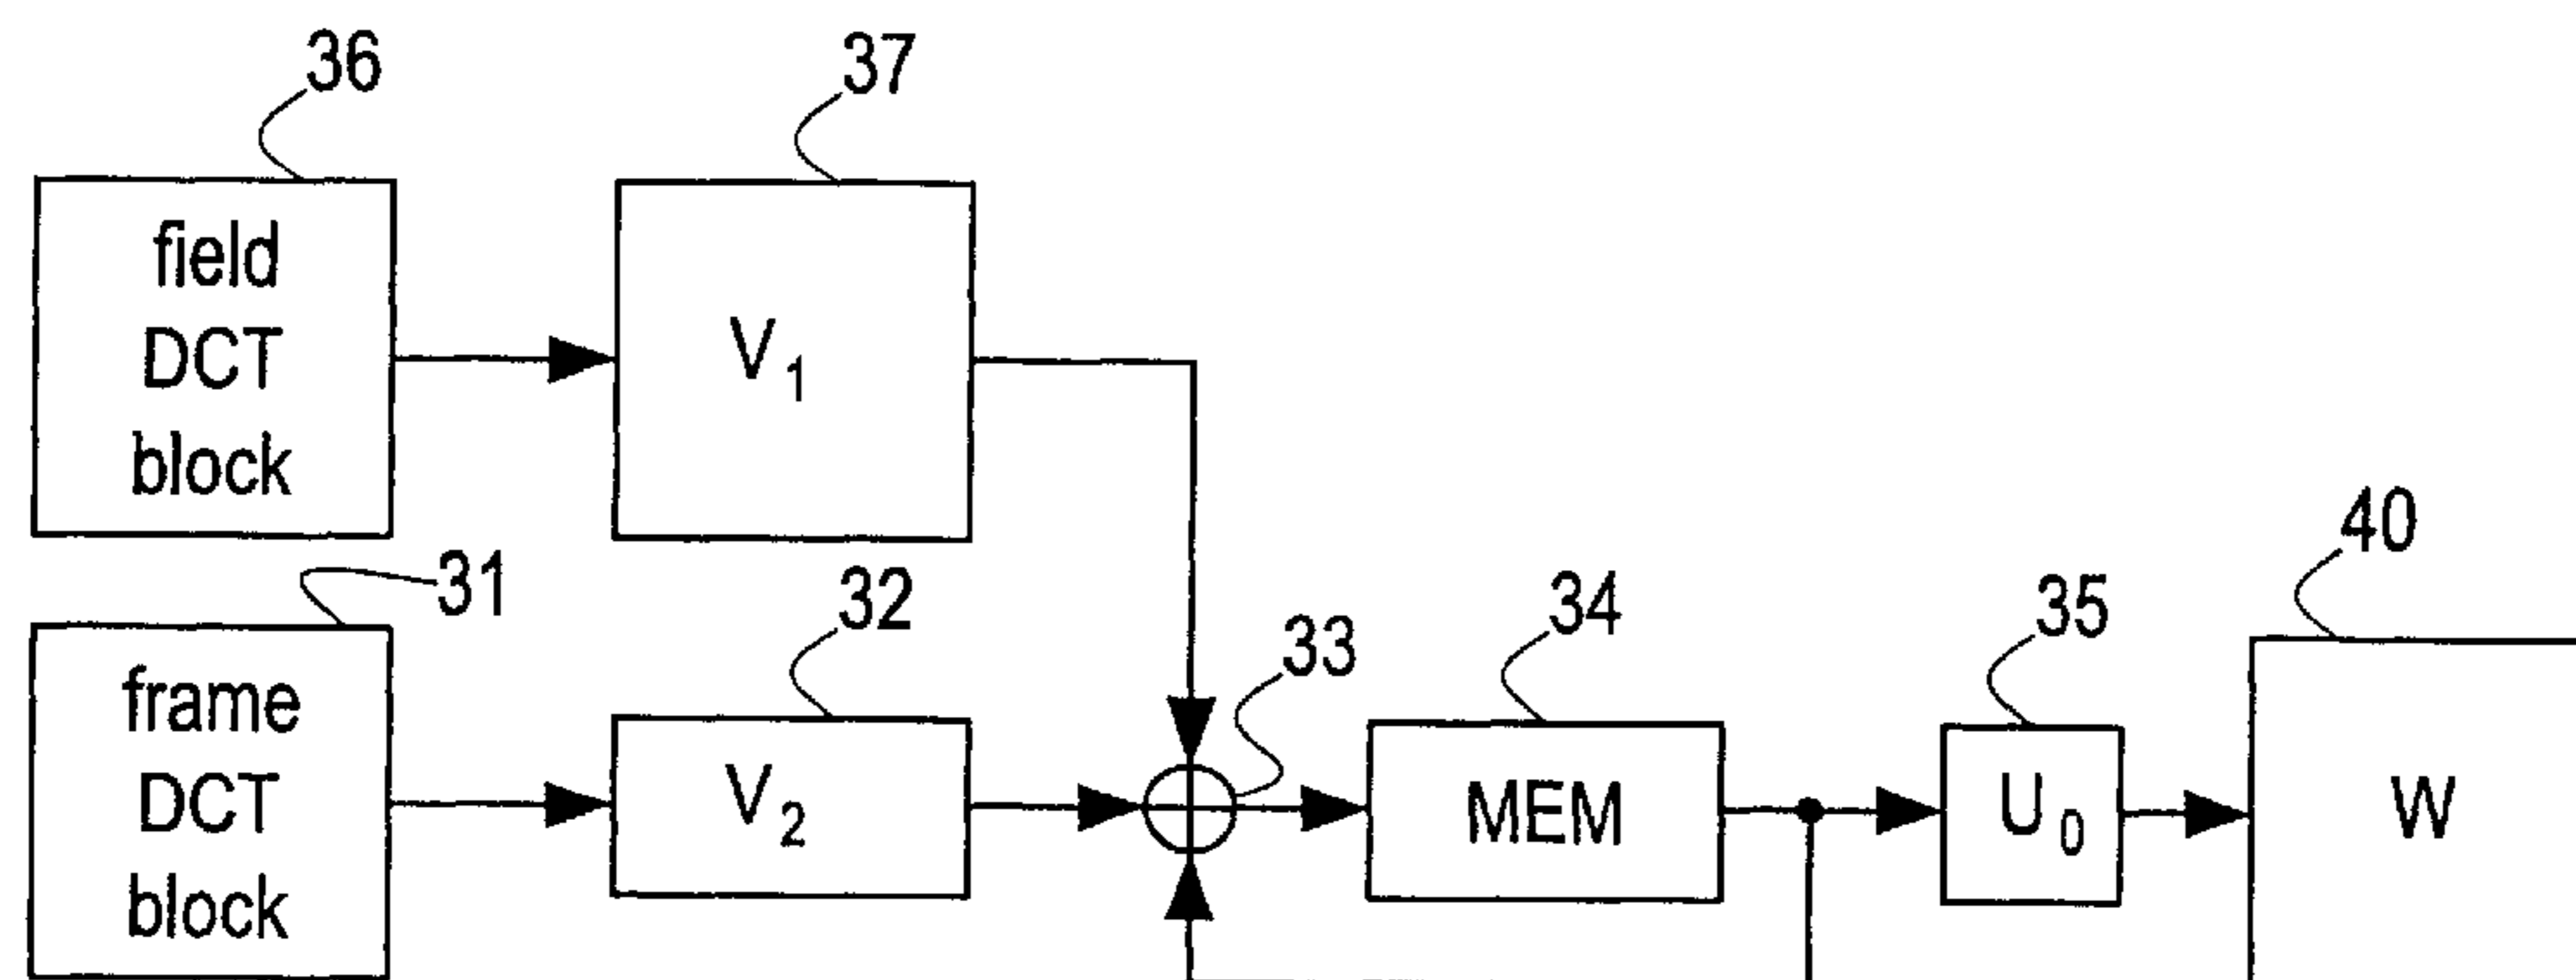 36
37
field
DCT
block
V₁
40
31
32
34
35
33
frame
DCT
block
V₂
MEM
U₀
W